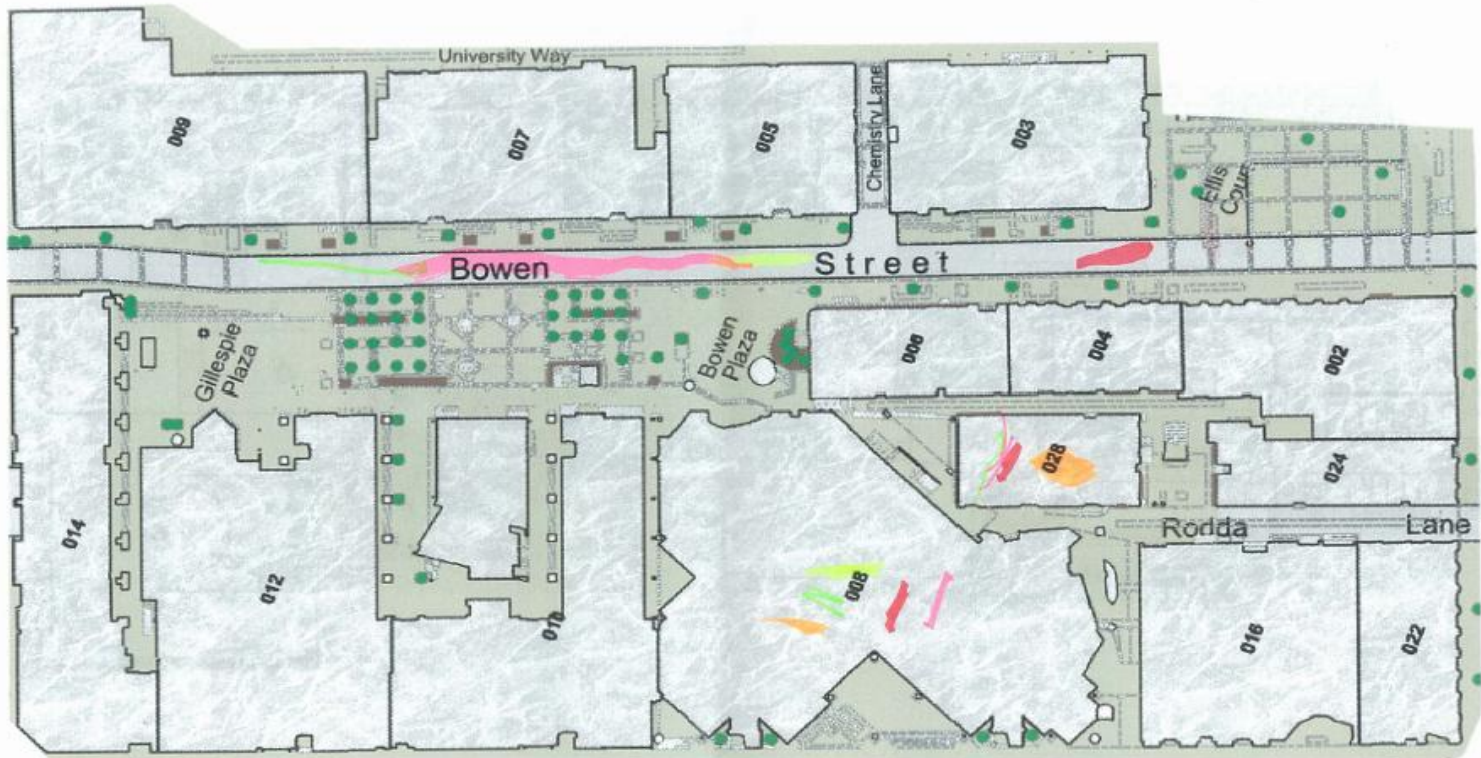 University Way
Chemistry Lane
009
007
005
003
Ellis
Court
Bowen Street
Gillespie
Plaza
Bowen
Plaza
006
004
002
028
024
014
012
010
008
Rodda Lane
016
022